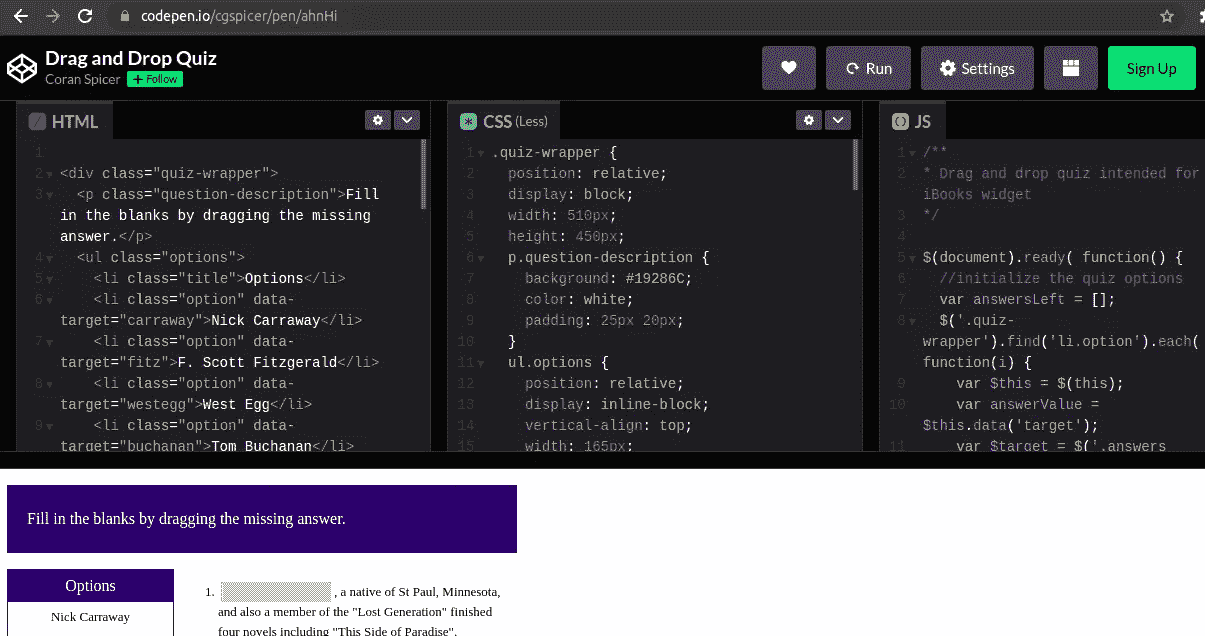 codepen.io/cgspicer/pen/ahnHi
Drag and Drop Quiz
Coran Spicer + Follow
Run
Settings
Sign Up
HTML
CSS (Less)
JS
1
2 <div class="quiz-wrapper">
3 <p class="question-description">Fill
in the blanks by dragging the missing
answer.</p>
4 <ul class="options">
5 <li class="title">Options</li>
6 <li class="option" data-
target="carraway">Nick Carraway</li>
7 <li class="option" data-
target="fitz">F. Scott Fitzgerald</li>
8 <li class="option" data-
target="westegg">West Egg</li>
9 <li class="option" data-
target="buchanan">Tom Buchanan</li>
1 .quiz-wrapper {
2 position: relative;
3 display: block;
4 width: 510px;
5 height: 450px;
6 p.question-description {
7 background: #19286C;
8 color: white;
9 padding: 25px 20px;
10 }
11 ul.options {
12 position: relative;
13 display: inline-block;
14 vertical-align: top;
15 width: 165px;
1 /**
2 * Drag and drop quiz intended for
iBooks widget
3 */
4
5 $(document).ready( function() {
6 //initialize the quiz options
7 var answersLeft = [];
8 $('.quiz-
wrapper').find('li.option').each(
function(i) {
9 var $this = $(this);
10 var answerValue =
$this.data('target');
11 var $target = $('.answers
Fill in the blanks by dragging the missing answer.
Options
Nick Carraway
1. , a native of St Paul, Minnesota,
and also a member of the "Lost Generation" finished
four novels including "This Side of Paradise",